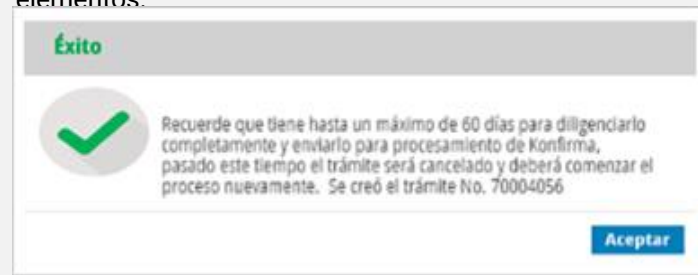 elementos.
Éxito
Recuerde que tiene hasta un máximo de 60 días para diligenciarlo
completamente y enviarlo para procesamiento de Konfirma,
pasado este tiempo el trámite será cancelado y deberá comenzar el
proceso nuevamente. Se creó el trámite No. 70004056
Aceptar